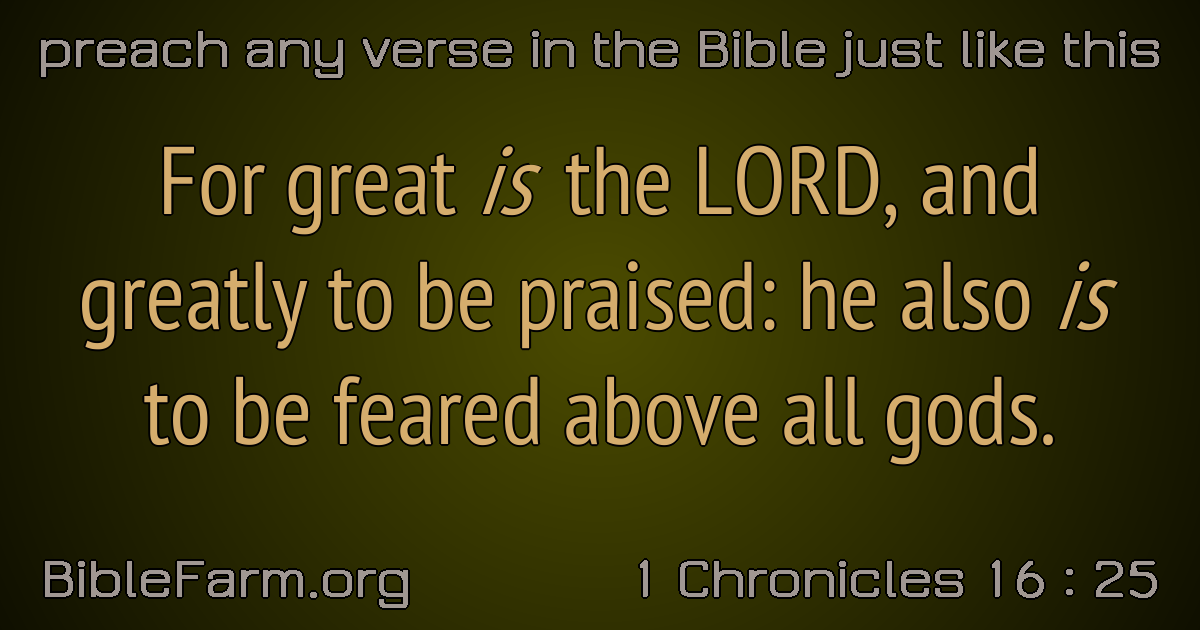 preach any verse in the Bible just like this
For great is the LORD, and
greatly to be praised: he also is
to be feared above all gods.
BibleFarm.org
1 Chronicles 16 : 25